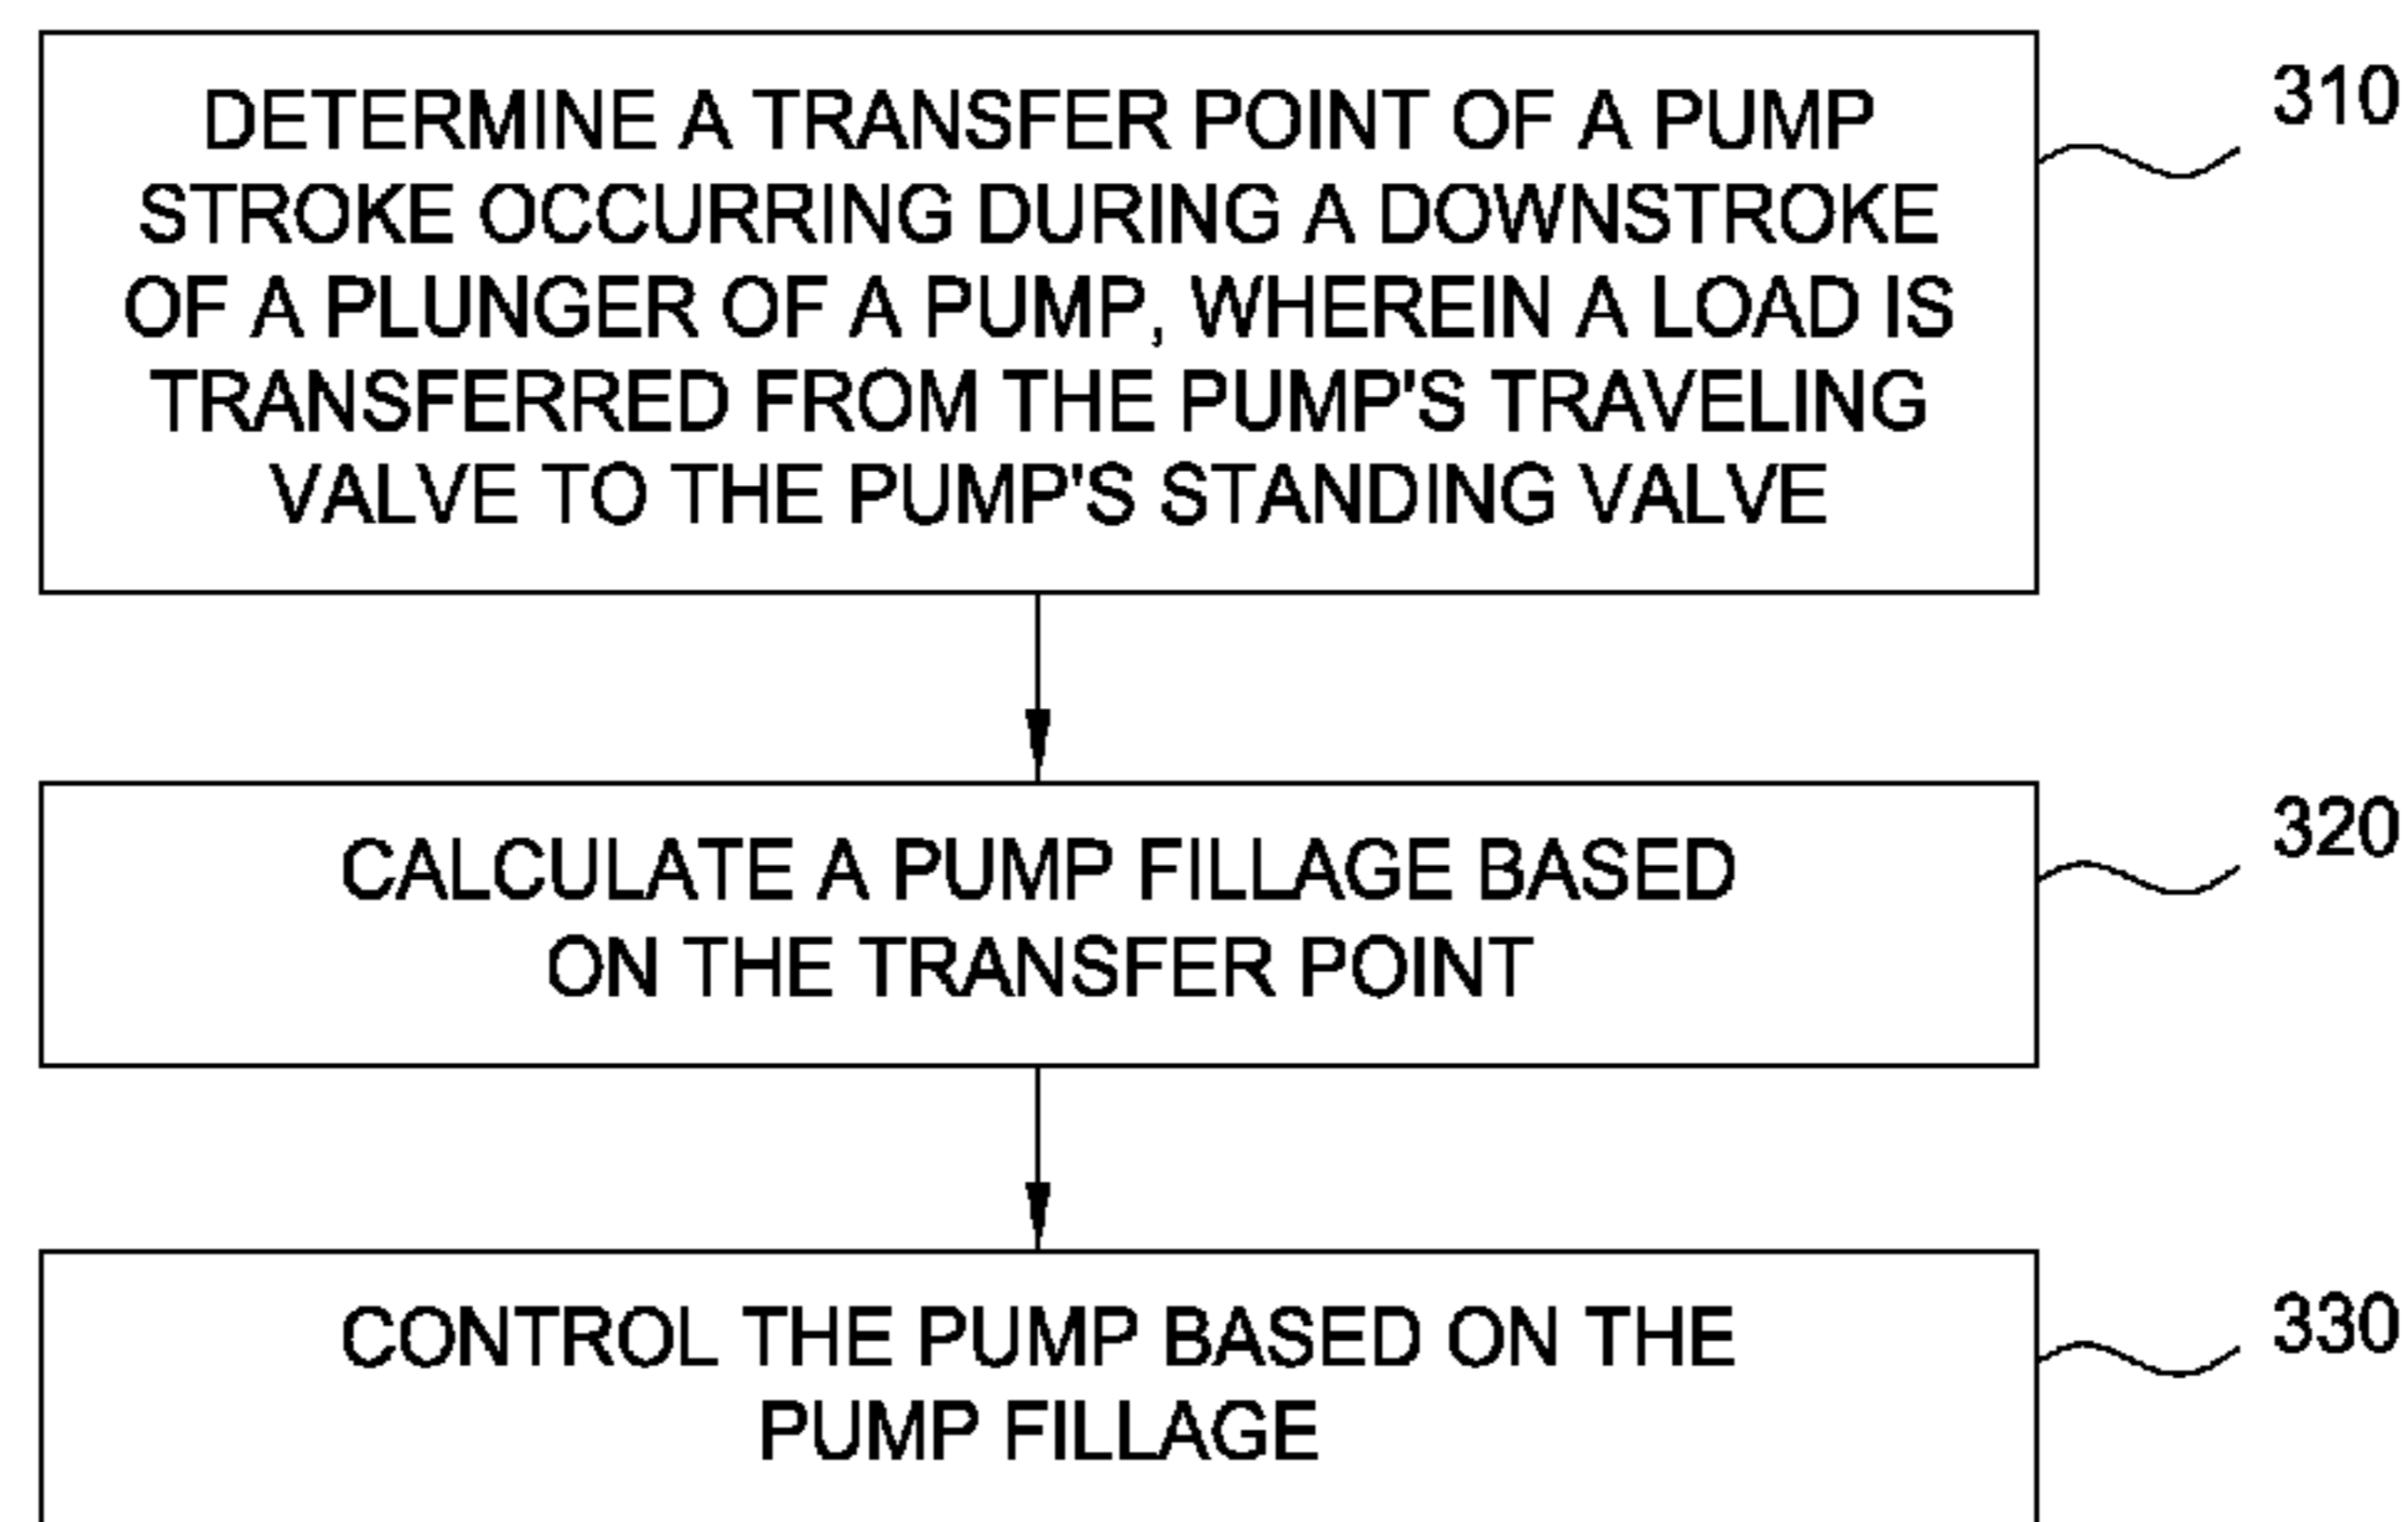 DETERMINE A TRANSFER POINT OF A PUMP
STROKE OCCURRING DURING A DOWNSTROKE
OF A PLUNGER OF A PUMP, WHEREIN A LOAD IS
TRANSFERRED FROM THE PUMP'S TRAVELING
VALVE TO THE PUMP'S STANDING VALVE
310
CALCULATE A PUMP FILLAGE BASED
ON THE TRANSFER POINT
320
CONTROL THE PUMP BASED ON THE
PUMP FILLAGE
330